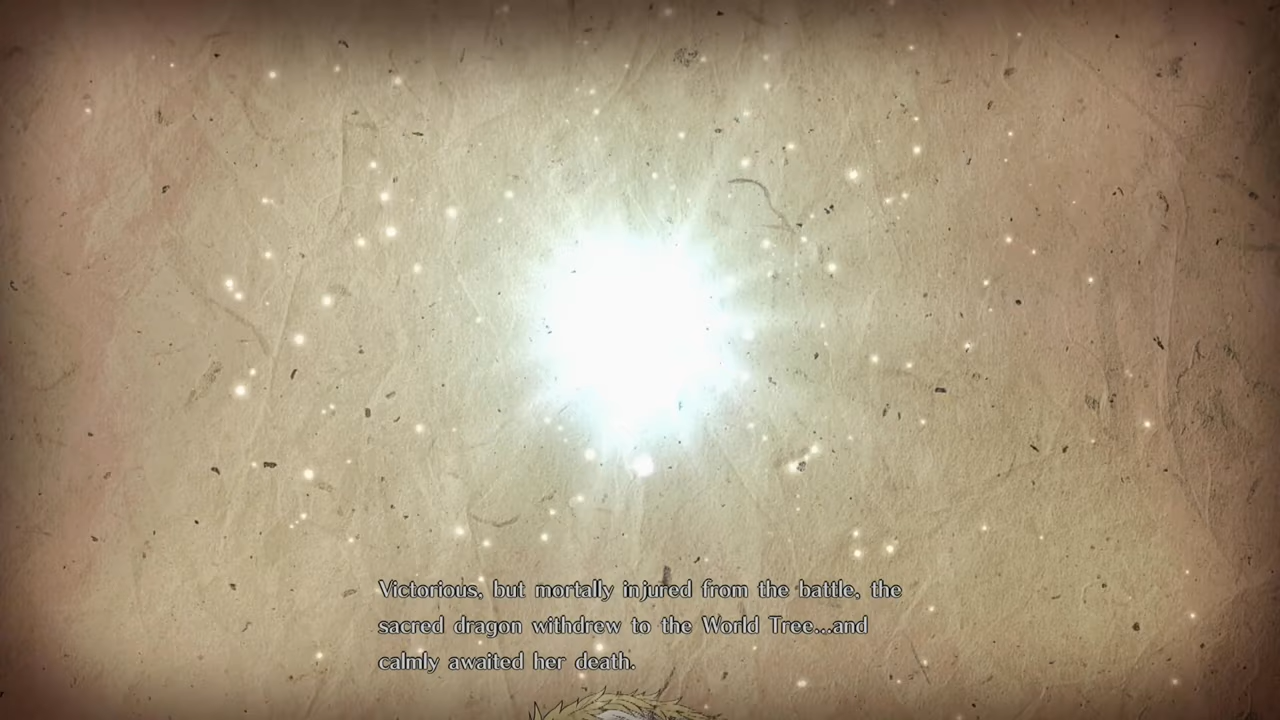 Victorious, but mortally injured from the battle, the
sacred dragon withdrew to the World Tree...and
calmly awaited her death.